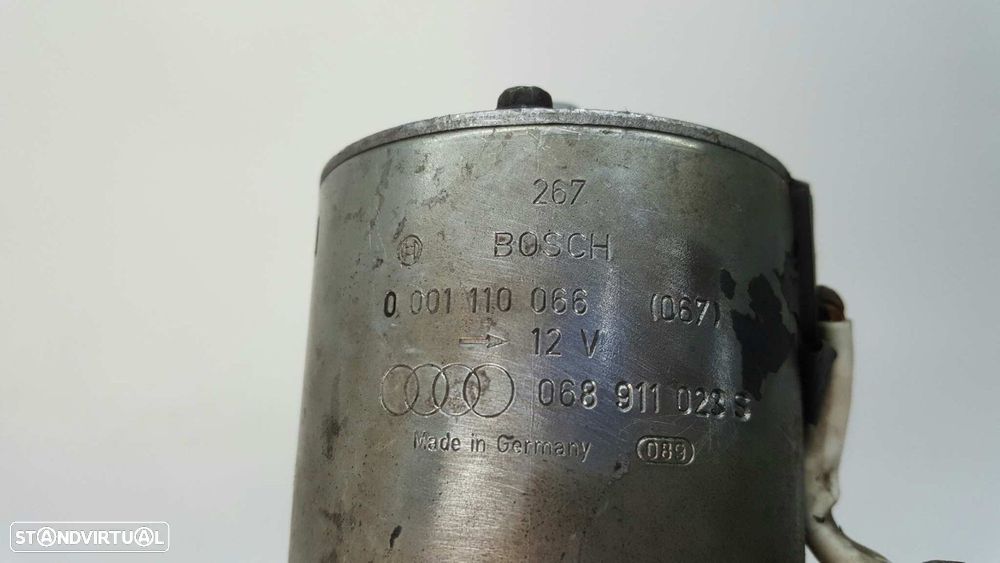 267
BOSCH
0 001 110 066 (067)
12 V
068 911 023 S
Made in Germany 089
STANDVIRTUAL